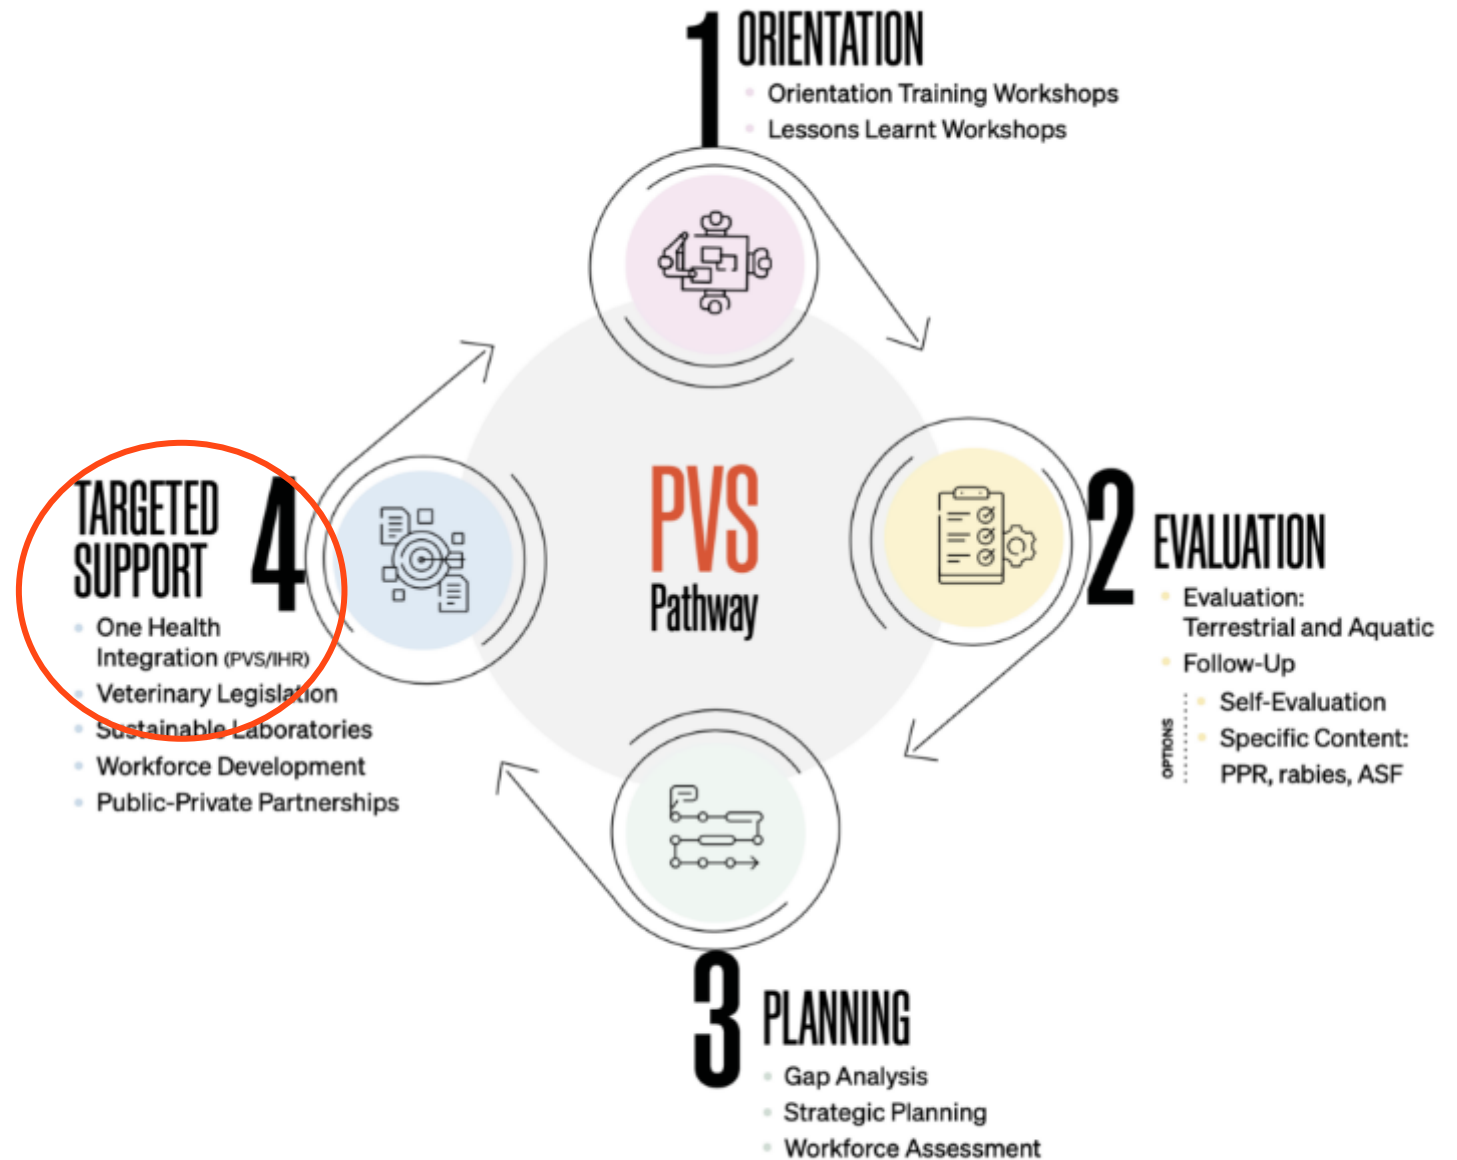 1 ORIENTATION
• Orientation Training Workshops
• Lessons Learnt Workshops
PVS
Pathway
2 EVALUATION
• Evaluation:
Terrestrial and Aquatic
• Follow-Up
OPTIONS
• Self-Evaluation
• Specific Content:
PPR, rabies, ASF
3 PLANNING
• Gap Analysis
• Strategic Planning
• Workforce Assessment
TARGETED
SUPPORT 4
• One Health
Integration (PVS/IHR)
• Veterinary Legislation
• Sustainable Laboratories
• Workforce Development
• Public-Private Partnerships